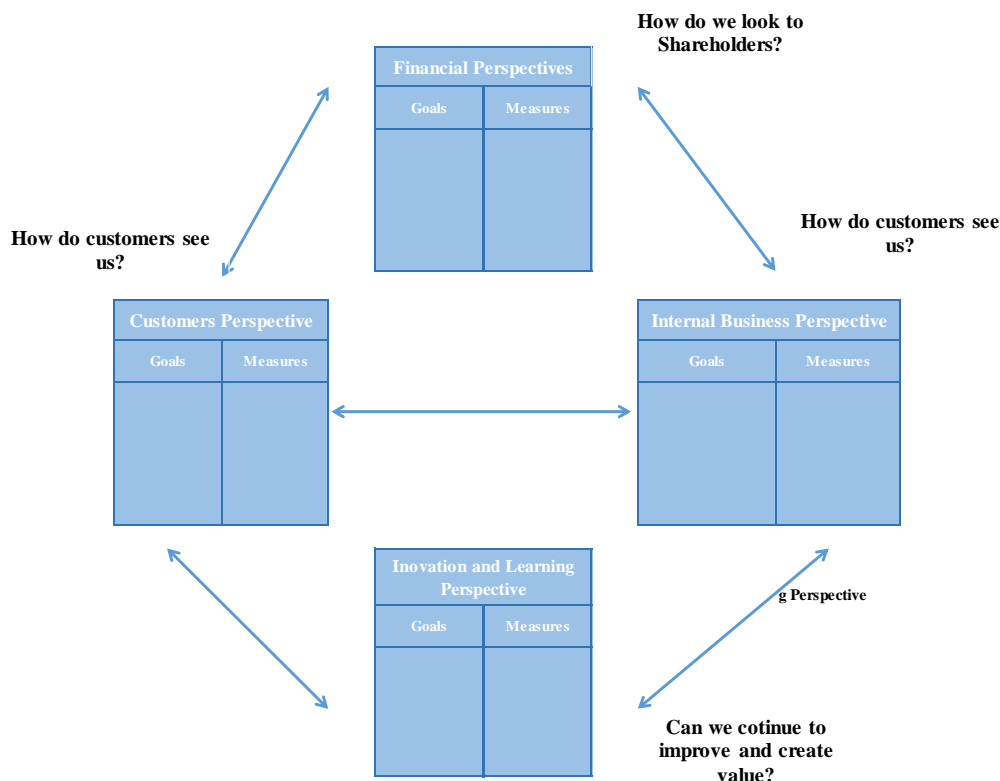 How do we look to
Shareholders?
Financial Perspectives
Goals Measures
How do customers see
us?
How do customers see
us?
Customers Perspective
Goals Measures
Internal Business Perspective
Goals Measures
Inovation and Learning
Perspective
Goals Measures
g Perspective
Can we cotinue to
improve and create
value?